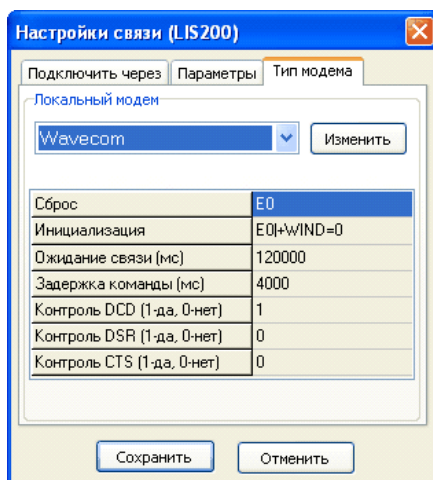 Настройки связи (LIS200)
Подключить через Параметры Тип модема
Локальный модем
Wavecom Изменить
Сброс E0
Инициализация E0|+WIND=0
Ожидание связи (мс) 120000
Задержка команды (мс) 4000
Контроль DCD (1-да, 0-нет) 1
Контроль DSR (1-да, 0-нет) 0
Контроль CTS (1-да, 0-нет) 0
Сохранить Отменить